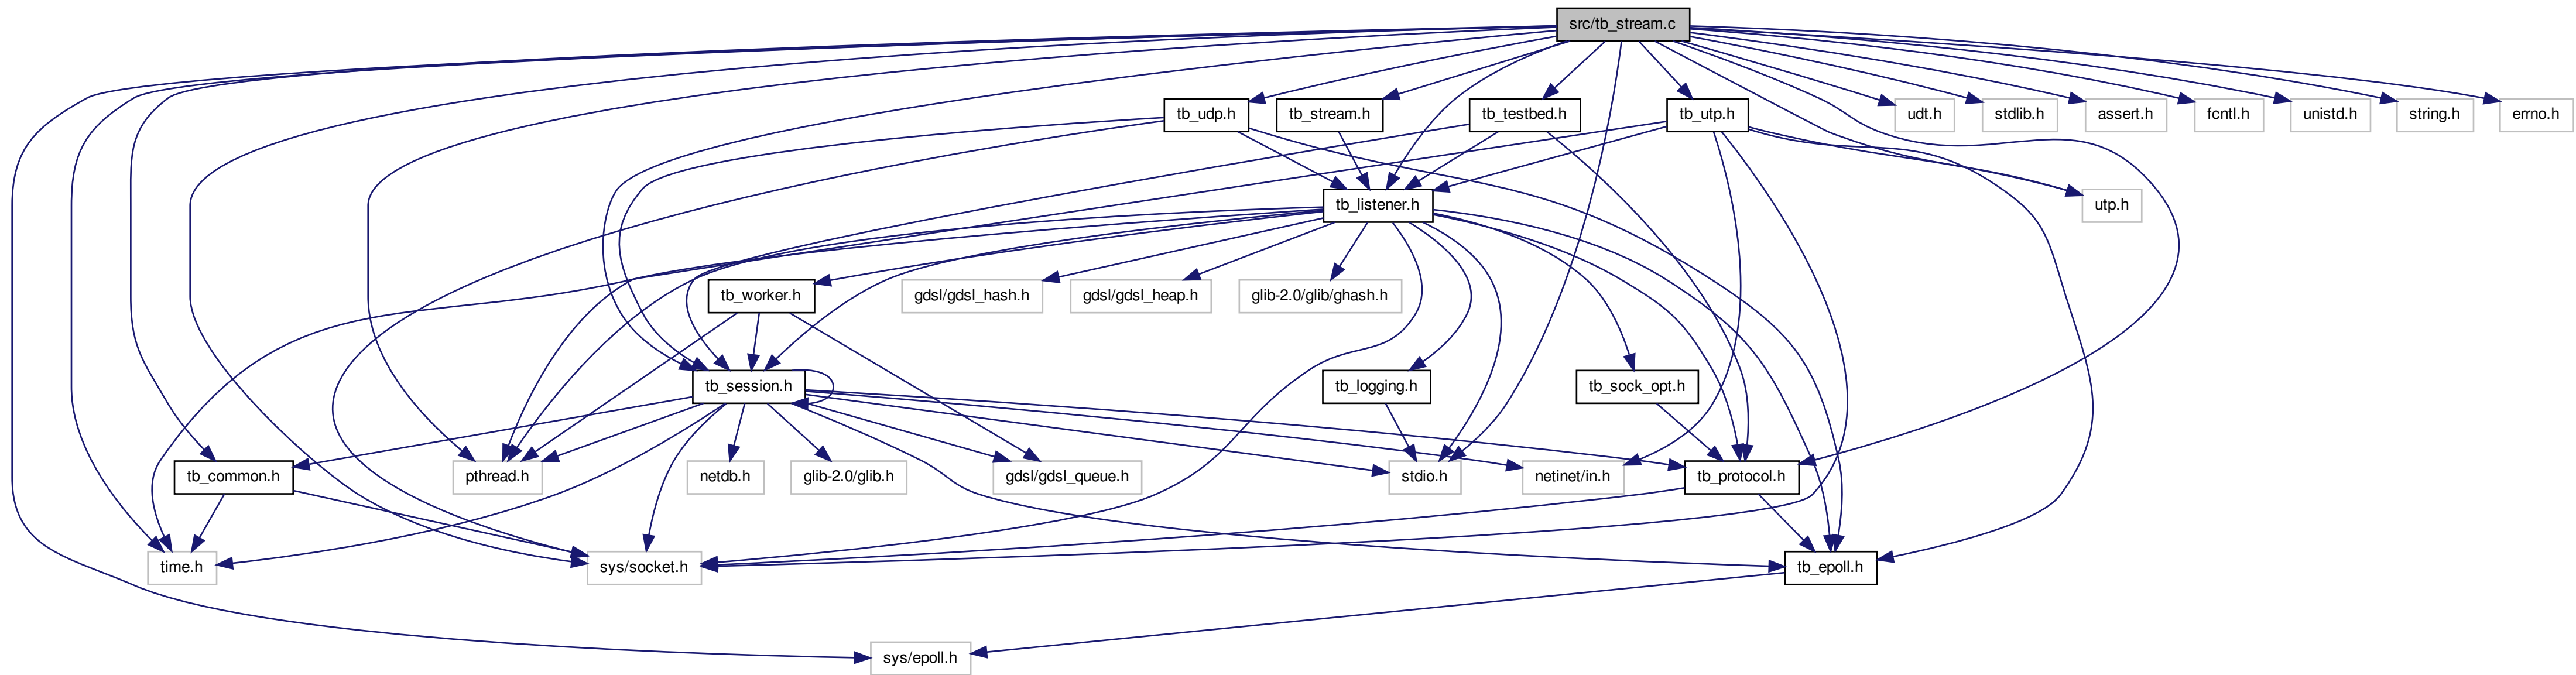 src/tb_stream.c
tb_udp.h
tb_stream.h
tb_testbed.h
tb_utp.h
udt.h
stdlib.h
assert.h
fcntl.h
unistd.h
string.h
errno.h
tb_listener.h
utp.h
tb_worker.h
gdsl/gdsl_hash.h
gdsl/gdsl_heap.h
glib-2.0/glib/ghash.h
tb_session.h
tb_logging.h
tb_sock_opt.h
tb_common.h
pthread.h
netdb.h
glib-2.0/glib.h
gdsl/gdsl_queue.h
stdio.h
netinet/in.h
tb_protocol.h
time.h
sys/socket.h
tb_epoll.h
sys/epoll.h